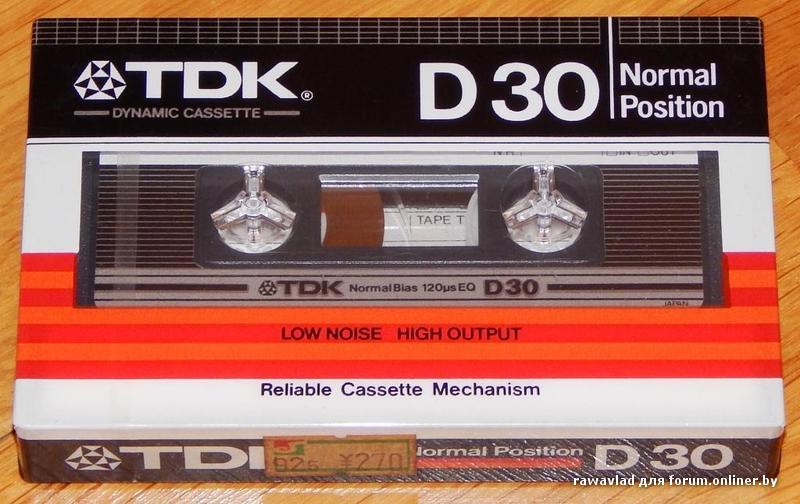 TDK®
DYNAMIC CASSETTE
D 30
Normal
Position
TAPE T
TDK Normal Bias 120µs EQ D30
JAPAN
LOW NOISE HIGH OUTPUT
Reliable Cassette Mechanism
TDK
¥270
Normal Position
D 30
rawavlad для forum.onliner.by